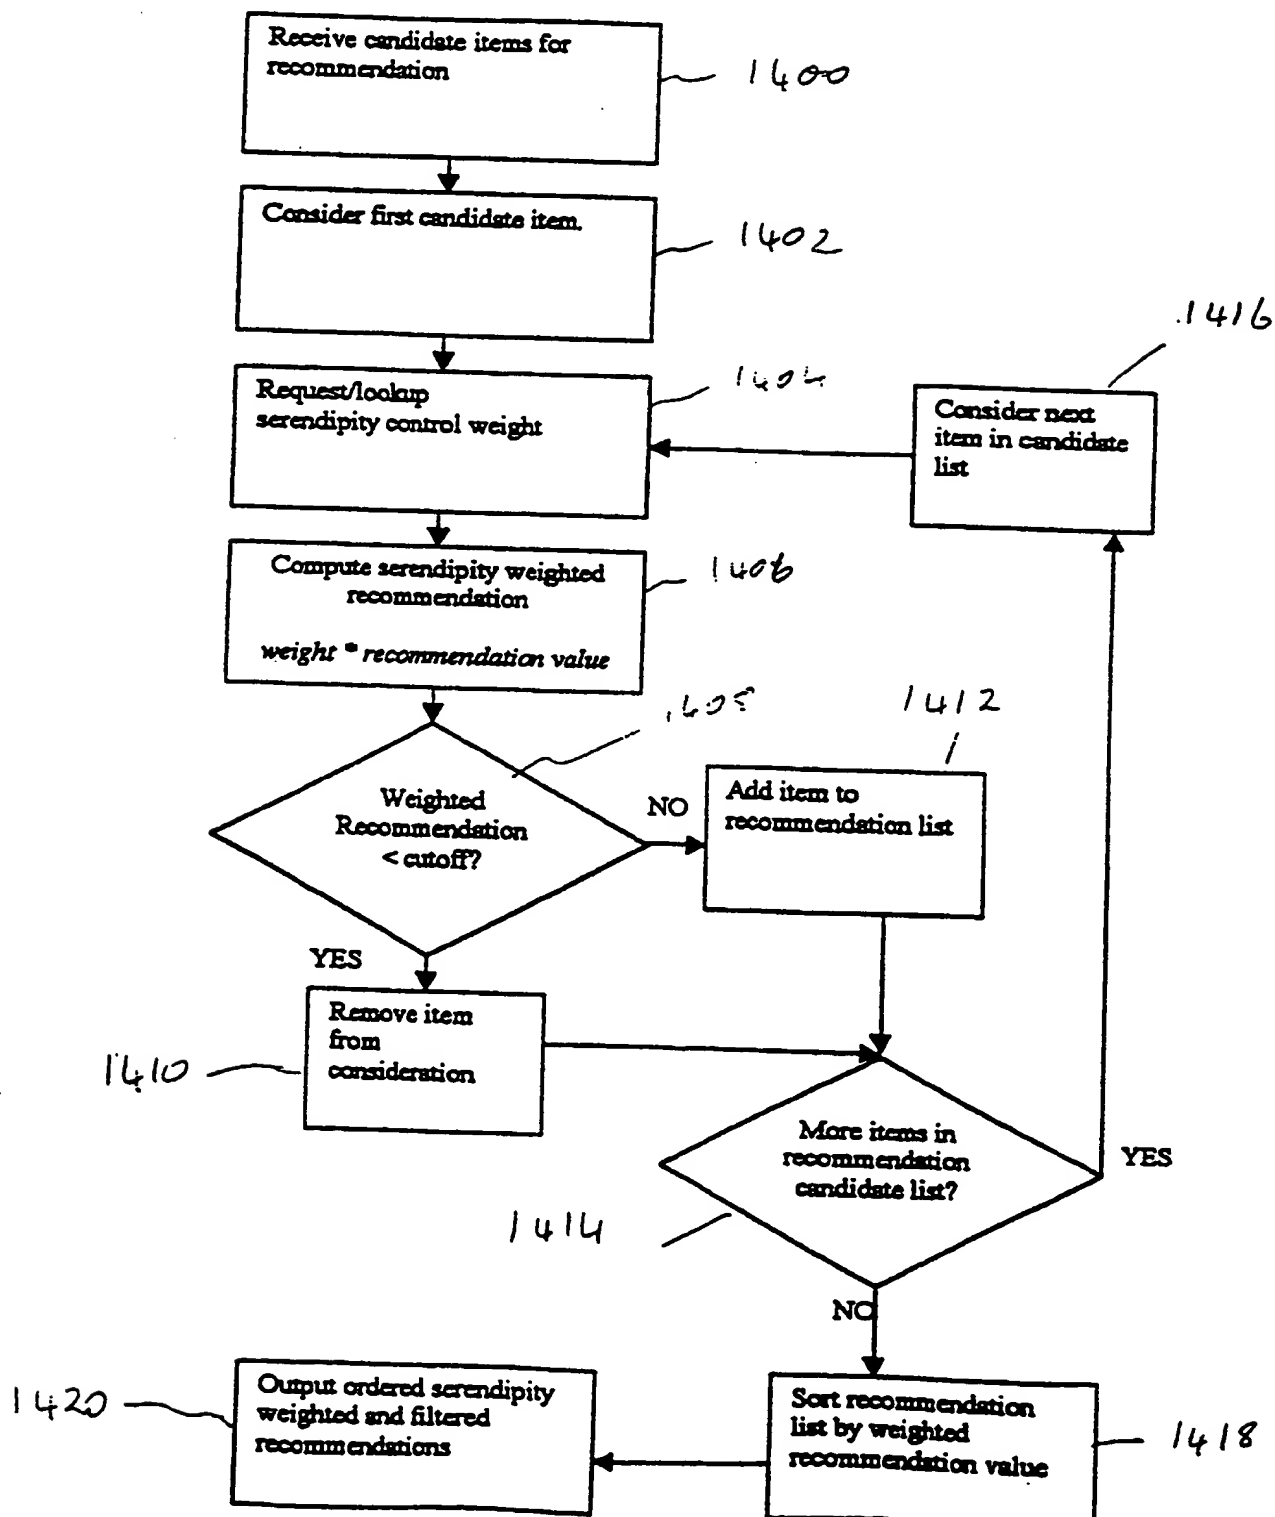 Receive candidate items for
recommendation
1400
Consider first candidate item.
1402
1416
Request/lookup
serendipity control weight
1404
Consider next
item in candidate
list
Compute serendipity weighted
recommendation
weight * recommendation value
1406
1412
Weighted
Recommendation
< cutoff?
NO
Add item to
recommendation list
YES
Remove item
from
consideration
1410
More items in
recommendation
candidate list?
YES
1414
NO
1420
Output ordered serendipity
weighted and filtered
recommendations
Sort recommendation
list by weighted
recommendation value
1418